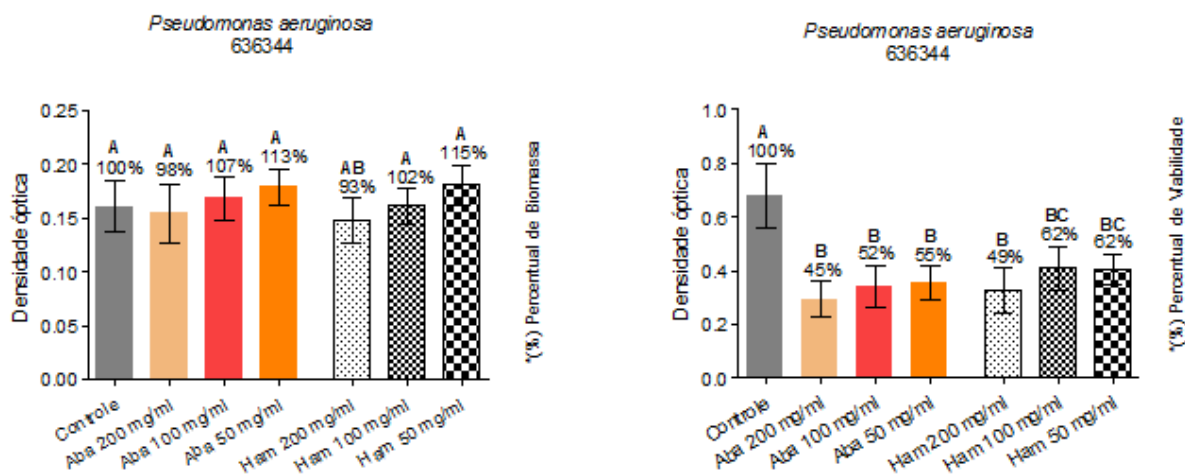 Pseudomonas aeruginosa
636344
Densidade óptica
0.25
0.20
0.15
0.10
0.05
0.00
A
100%
A
98%
A
107%
A
113%
AB
93%
A
102%
A
115%
Controle
Aba 200 mg/ml
Aba 100 mg/ml
Aba 50 mg/ml
Ham 200 mg/ml
Ham 100 mg/ml
Ham 50 mg/ml
*(%) Percentual de Biomassa
Pseudomonas aeruginosa
636344
Densidade óptica
1.0
0.8
0.6
0.4
0.2
0.0
A
100%
B
45%
B
52%
B
55%
B
49%
BC
62%
BC
62%
Controle
Aba 200 mg/ml
Aba 100 mg/ml
Aba 50 mg/ml
Ham 200 mg/ml
Ham 100 mg/ml
Ham 50 mg/ml
*(%) Percentual de Viabilidade